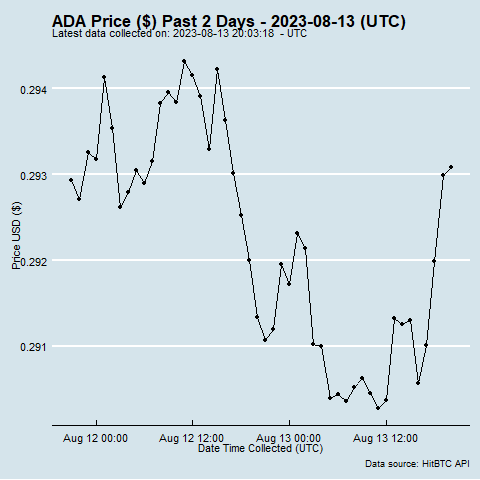 ADA Price ($) Past 2 Days - 2023-08-13 (UTC)
Latest data collected on: 2023-08-13 20:03:18 - UTC
0.294
0.293
0.292
0.291
Price USD ($)
Aug 12 00:00 Aug 12 12:00 Aug 13 00:00 Aug 13 12:00
Date Time Collected (UTC)
Data source: HitBTC API